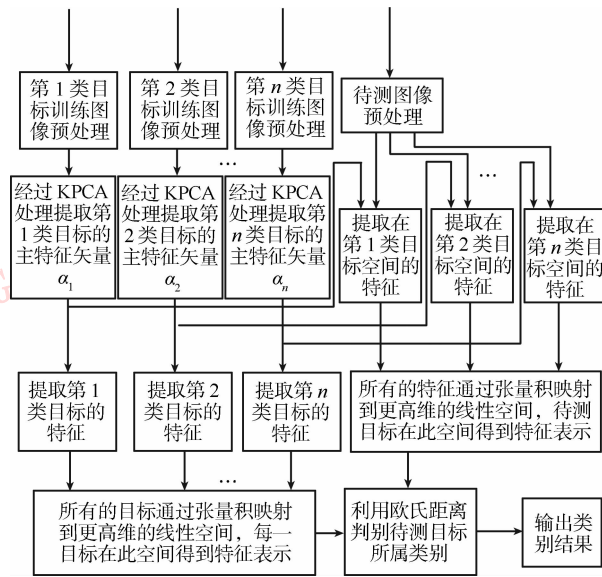 第 1 类目
标训练图
像预处理
第 2 类目
标训练图
像预处理
第 n 类目
标训练图
像预处理
待测图像
预处理
…
…
经过 KPCA
处理提取第
1 类目标的
主特征矢量
α1
经过 KPCA
处理提取第
2 类目标的
主特征矢量
α2
经过 KPCA
处理提取第
n 类目标的
主特征矢量
αn
提取在
第 1 类目
标空间的
特征
提取在
第 2 类目
标空间的
特征
提取在
第 n 类目
标空间的
特征
提取第 1
类目标的
特征
提取第 2
类目标的
特征
提取第 n
类目标的
特征
所有的特征通过张量积映射
到更高维的线性空间，待测
目标在此空间得到特征表示
…
所有的目标通过张量积映射
到更高维的线性空间，每一
目标在此空间得到特征表示
利用欧氏距离
判别待测目标
所属类别
输出类
别结果